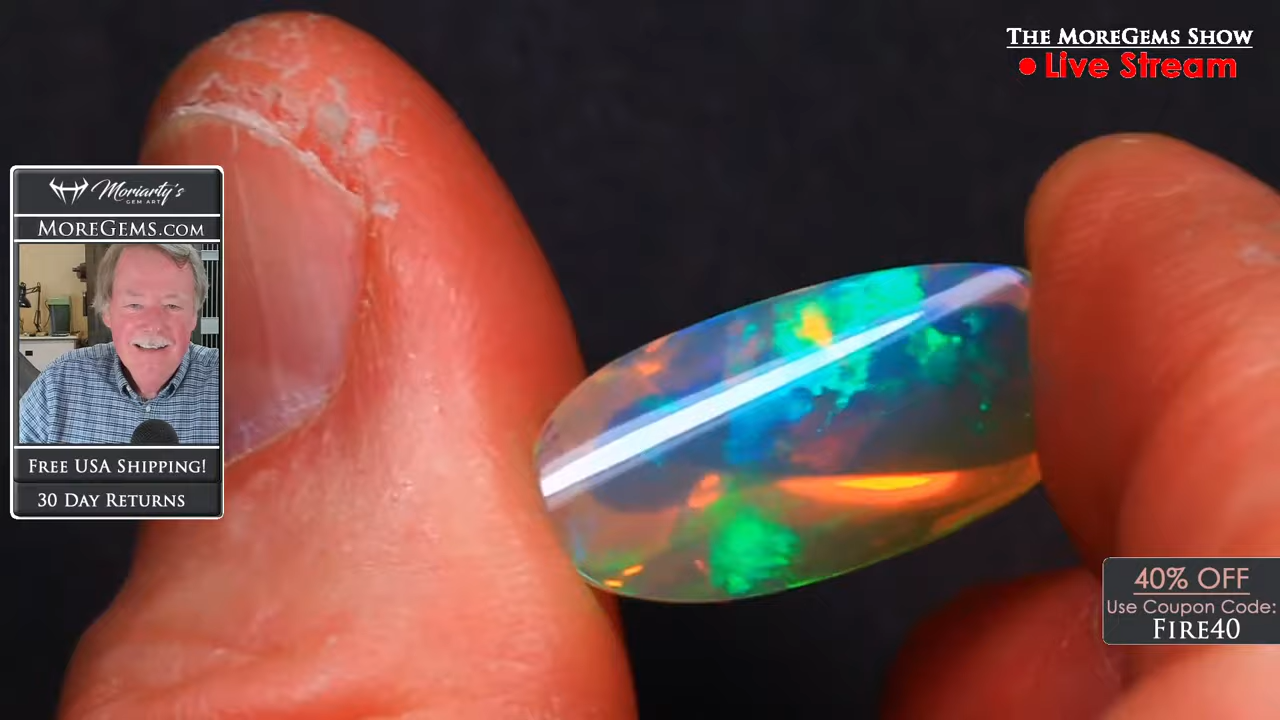 THE MOREGEMS SHOW
Live Stream
Moriarty's
GEM ART
MOREGEMS.COM
FREE USA SHIPPING!
30 DAY RETURNS
40% OFF
Use Coupon Code:
FIRE40